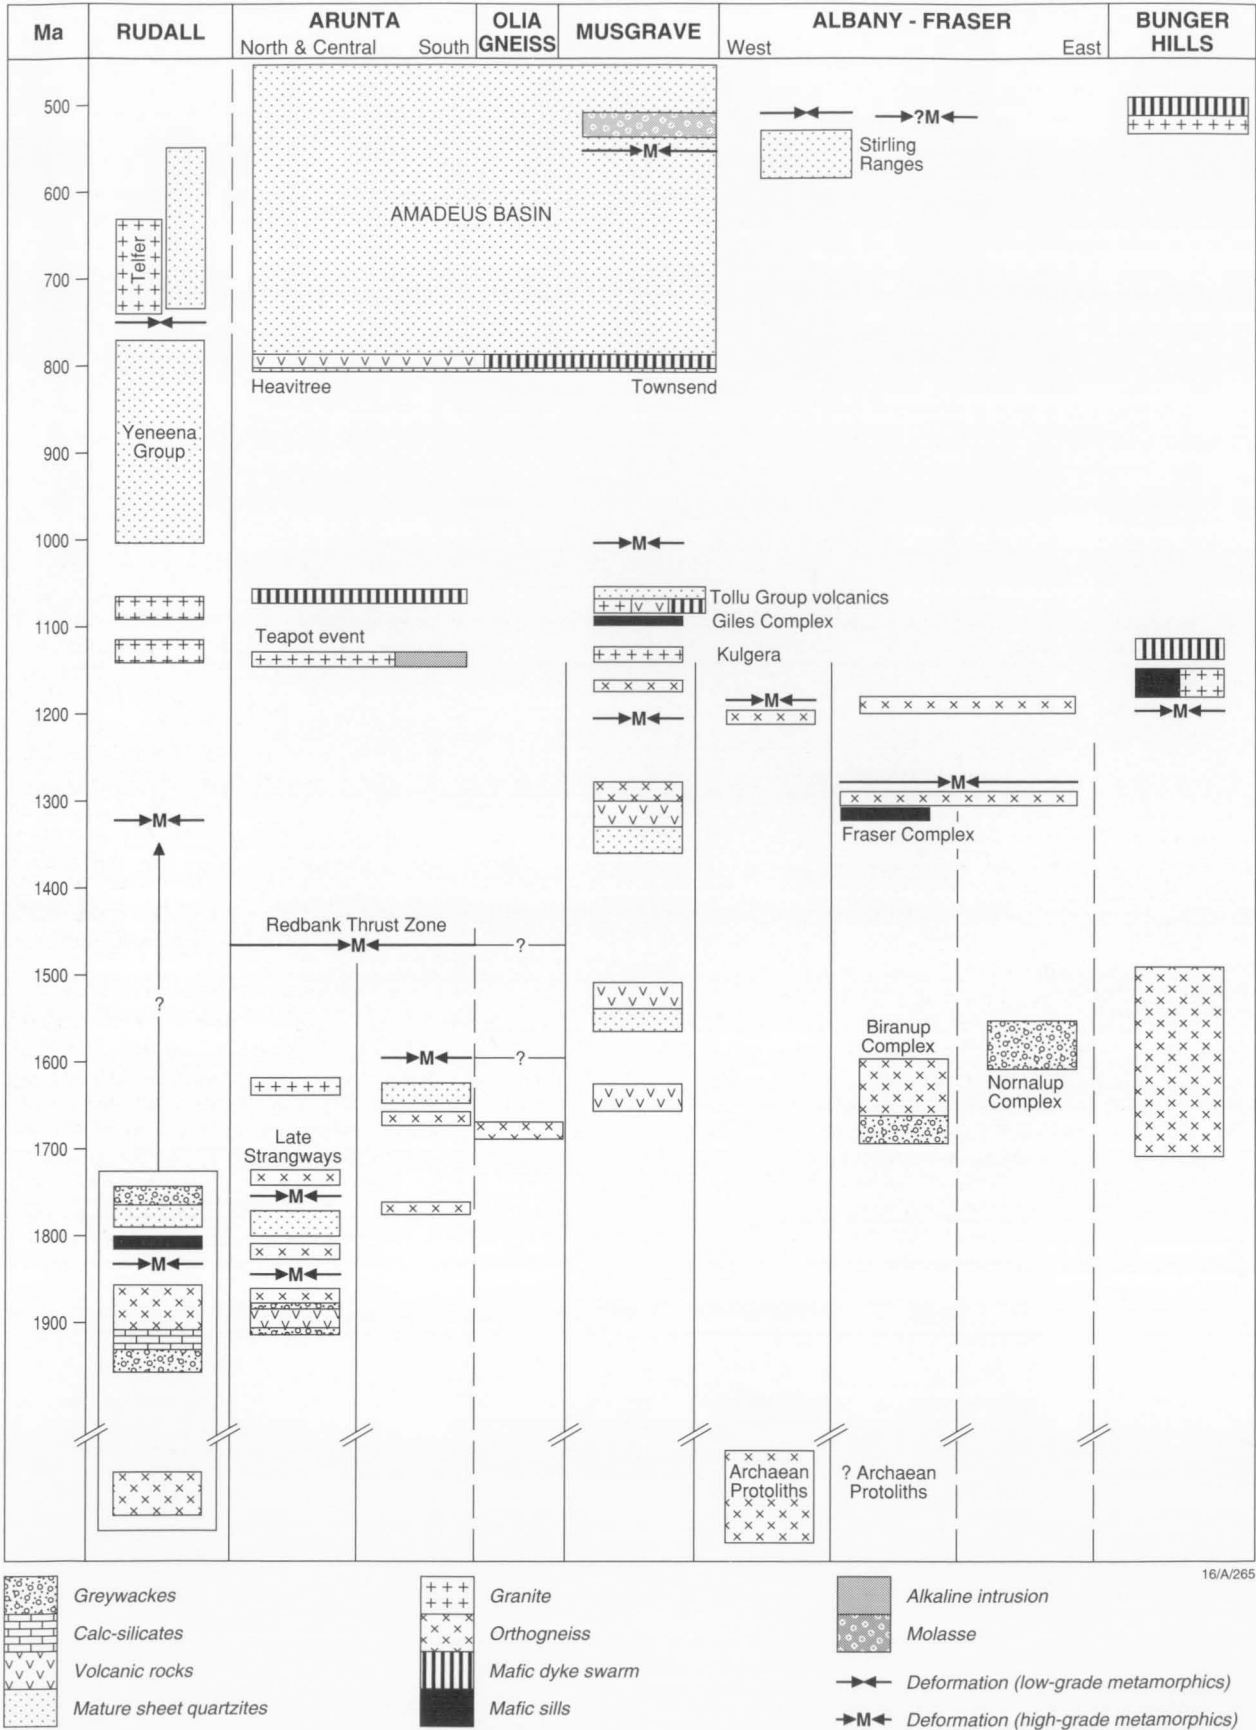 Ma
RUDALL
ARUNTA
North & Central
South
OLIA
GNEISS
MUSGRAVE
ALBANY - FRASER
West
East
BUNGER
HILLS
500
600
700
800
900
1000
1100
1200
1300
1400
1500
1600
1700
1800
1900
M
?M
Stirling
Ranges
AMADEUS BASIN
Telfer
Heavitree
Townsend
Yeneena
Group
M
Tollu Group volcanics
Giles Complex
Teapot event
Kulgera
M
M
M
M
M
Fraser Complex
Redbank Thrust Zone
M
?
?
Biranup
Complex
M
?
Nornalup
Complex
Late
Strangways
M
M
M
Archaean
Protoliths
? Archaean
Protoliths
16/A/265
Greywackes
Calc-silicates
Volcanic rocks
Mature sheet quartzites
Granite
Orthogneiss
Mafic dyke swarm
Mafic sills
Alkaline intrusion
Molasse
Deformation (low-grade metamorphics)
M
Deformation (high-grade metamorphics)